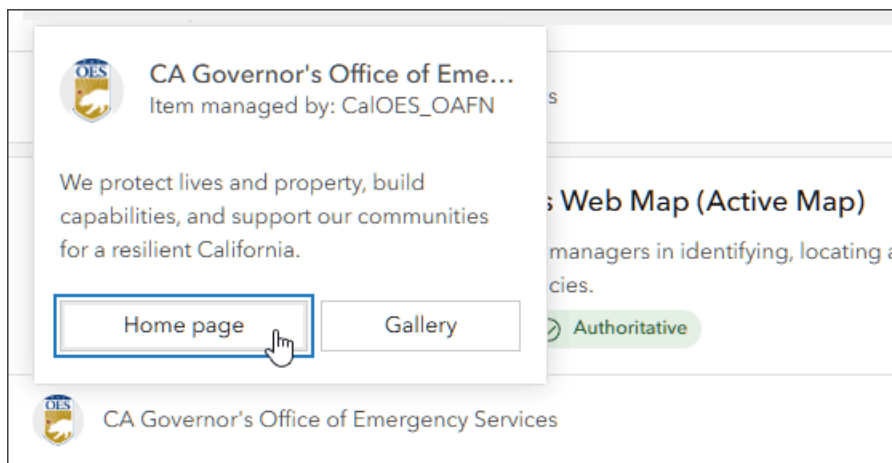 OES
CA Governor's Office of Eme...
Item managed by: CalOES_OAFN
s
We protect lives and property, build
capabilities, and support our communities
for a resilient California.
s Web Map (Active Map)
managers in identifying, locating a
cies.
Home page
Gallery
Authoritative
OES
CA Governor's Office of Emergency Services